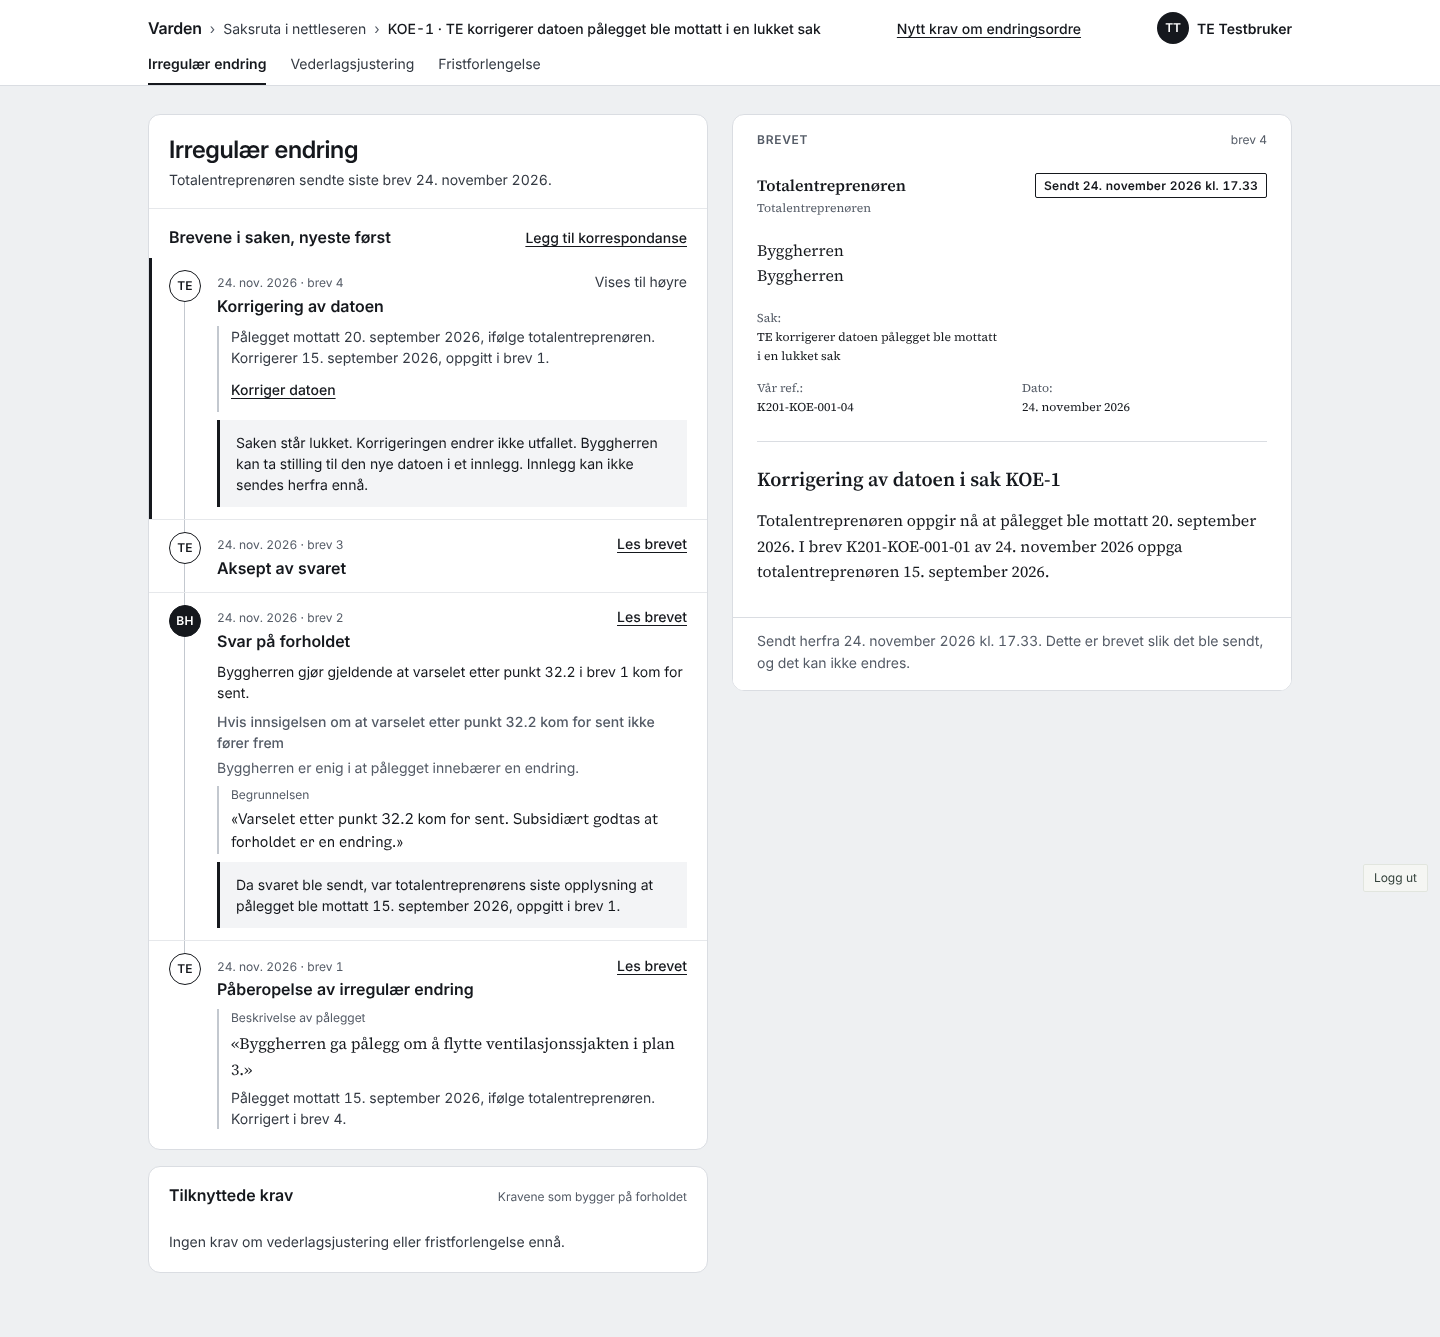 Varden › Saksruta i nettleseren › KOE-1 · TE korrigerer datoen pålegget ble mottatt i en lukket sak
Nytt krav om endringsordre
TT TE Testbruker
Irregulær endring Vederlagsjustering Fristforlengelse
Irregulær endring
Totalentreprenøren sendte siste brev 24. november 2026.
Brevene i saken, nyeste først
Legg til korrespondanse
TE 24. nov. 2026 · brev 4 Vises til høyre
Korrigering av datoen
Pålegget mottatt 20. september 2026, ifølge totalentreprenøren.
Korrigerer 15. september 2026, oppgitt i brev 1.
Korriger datoen
Saken står lukket. Korrigeringen endrer ikke utfallet. Byggherren
kan ta stilling til den nye datoen i et innlegg. Innlegg kan ikke
sendes herfra ennå.
TE 24. nov. 2026 · brev 3 Les brevet
Aksept av svaret
BH 24. nov. 2026 · brev 2 Les brevet
Svar på forholdet
Byggherren gjør gjeldende at varselet etter punkt 32.2 i brev 1 kom for
sent.
Hvis innsigelsen om at varselet etter punkt 32.2 kom for sent ikke
fører frem
Byggherren er enig i at pålegget innebærer en endring.
Begrunnelsen
«Varselet etter punkt 32.2 kom for sent. Subsidiært godtas at
forholdet er en endring.»
Da svaret ble sendt, var totalentreprenørens siste opplysning at
pålegget ble mottatt 15. september 2026, oppgitt i brev 1.
TE 24. nov. 2026 · brev 1 Les brevet
Påberopelse av irregulær endring
Beskrivelse av pålegget
«Byggherren ga pålegg om å flytte ventilasjonssjakten i plan
3.»
Pålegget mottatt 15. september 2026, ifølge totalentreprenøren.
Korrigert i brev 4.
Tilknyttede krav
Kravene som bygger på forholdet
Ingen krav om vederlagsjustering eller fristforlengelse ennå.
BREVET brev 4
Totalentreprenøren
Sendt 24. november 2026 kl. 17.33
Totalentreprenøren
Byggherren
Byggherren
Sak:
TE korrigerer datoen pålegget ble mottatt
i en lukket sak
Vår ref.: Dato:
K201-KOE-001-04 24. november 2026
Korrigering av datoen i sak KOE-1
Totalentreprenøren oppgir nå at pålegget ble mottatt 20. september
2026. I brev K201-KOE-001-01 av 24. november 2026 oppga
totalentreprenøren 15. september 2026.
Sendt herfra 24. november 2026 kl. 17.33. Dette er brevet slik det ble sendt,
og det kan ikke endres.
Logg ut